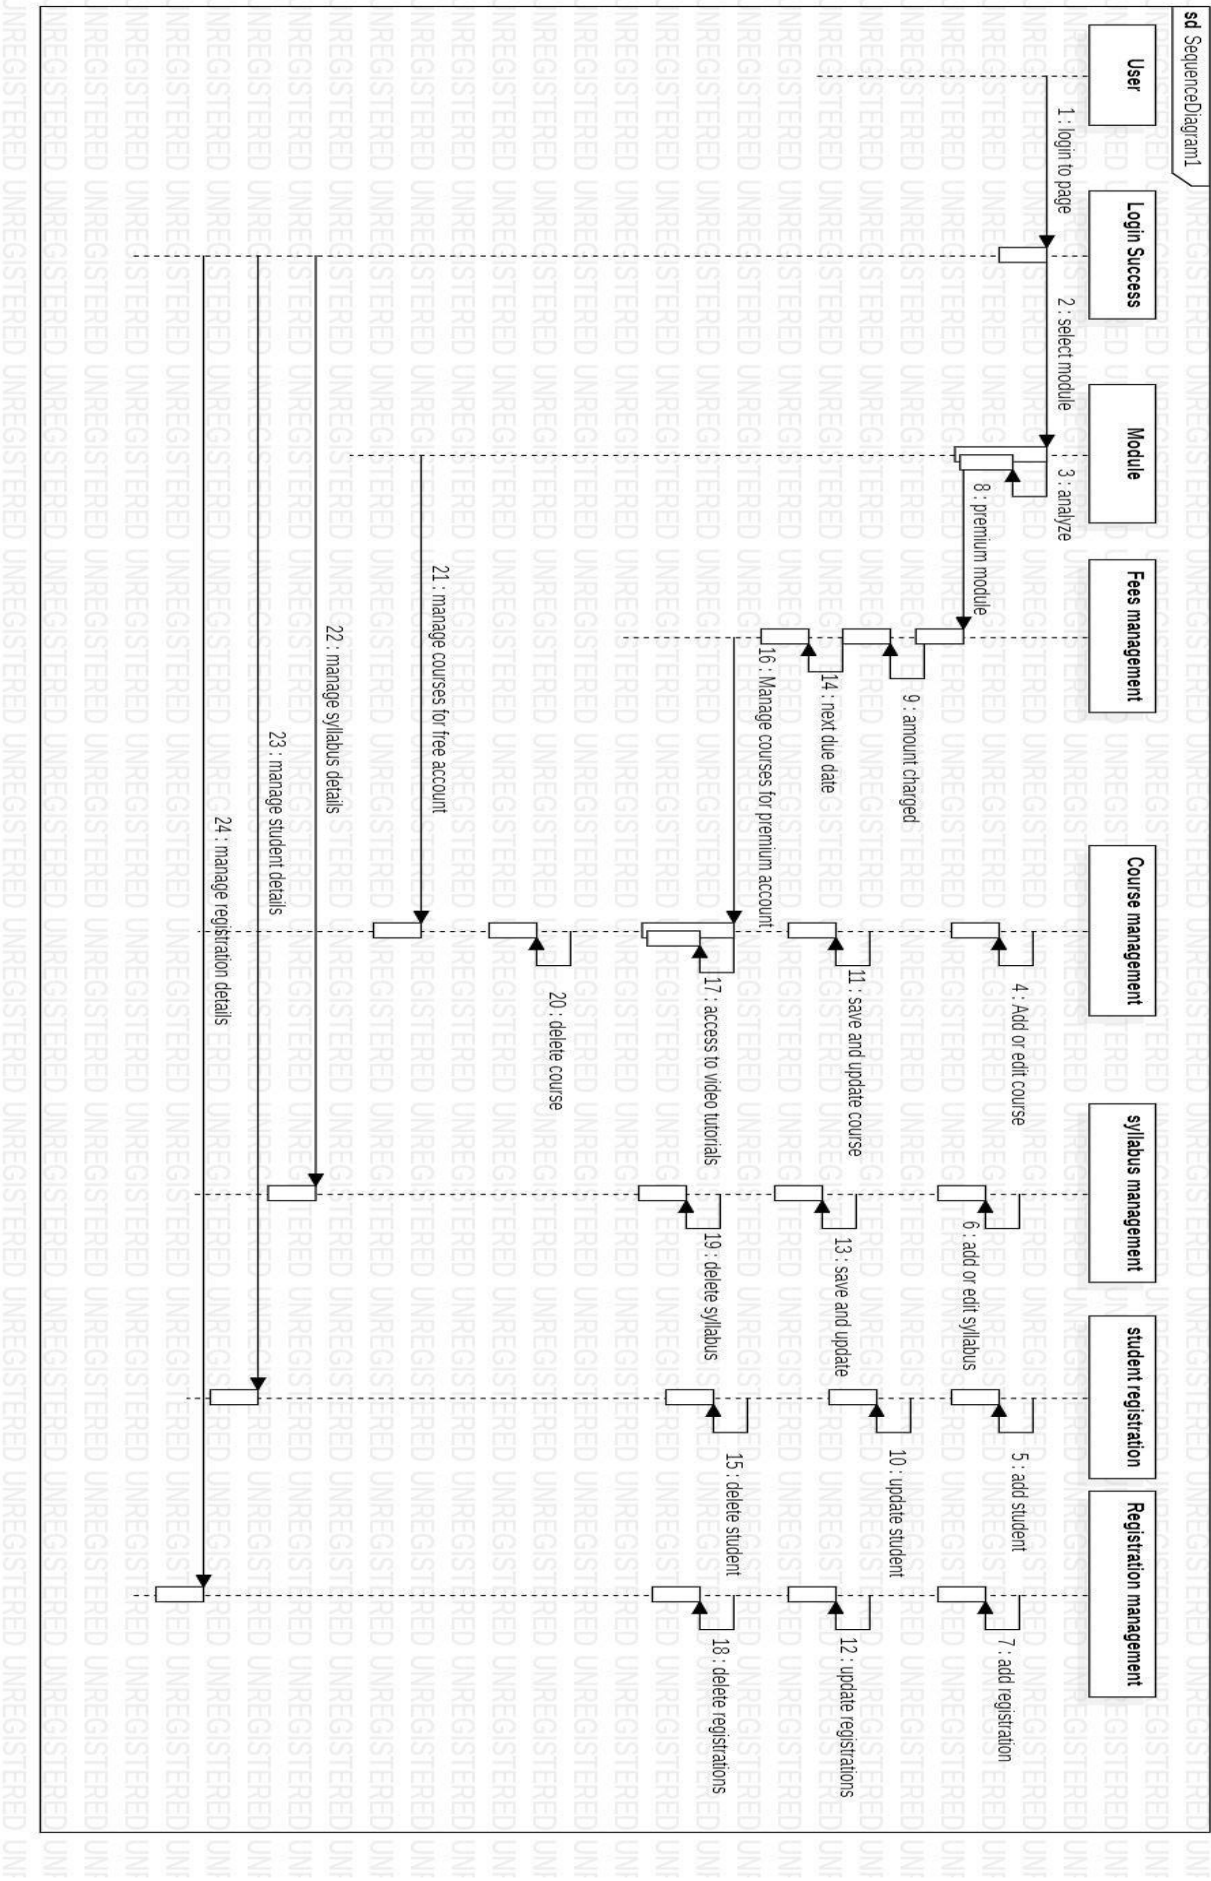 sd SequenceDiagram1
User
Login Success
Module
Fees management
Course management
syllabus management
student registration
Registration management
1 : login to page
2 : select module
3 : analyze
4 : Add or edit course
5 : add student
6 : add or edit syllabus
7 : add registration
8 : premium module
9 : amount charged
10 : update student
11 : save and update course
12 : update registrations
13 : save and update
14 : next due date
15 : delete student
16 : Manage courses for premium account
17 : access to video tutorials
18 : delete registrations
19 : delete syllabus
20 : delete course
21 : manage courses for free account
22 : manage syllabus details
23 : manage student details
24 : manage registration details
UNREGISTERED